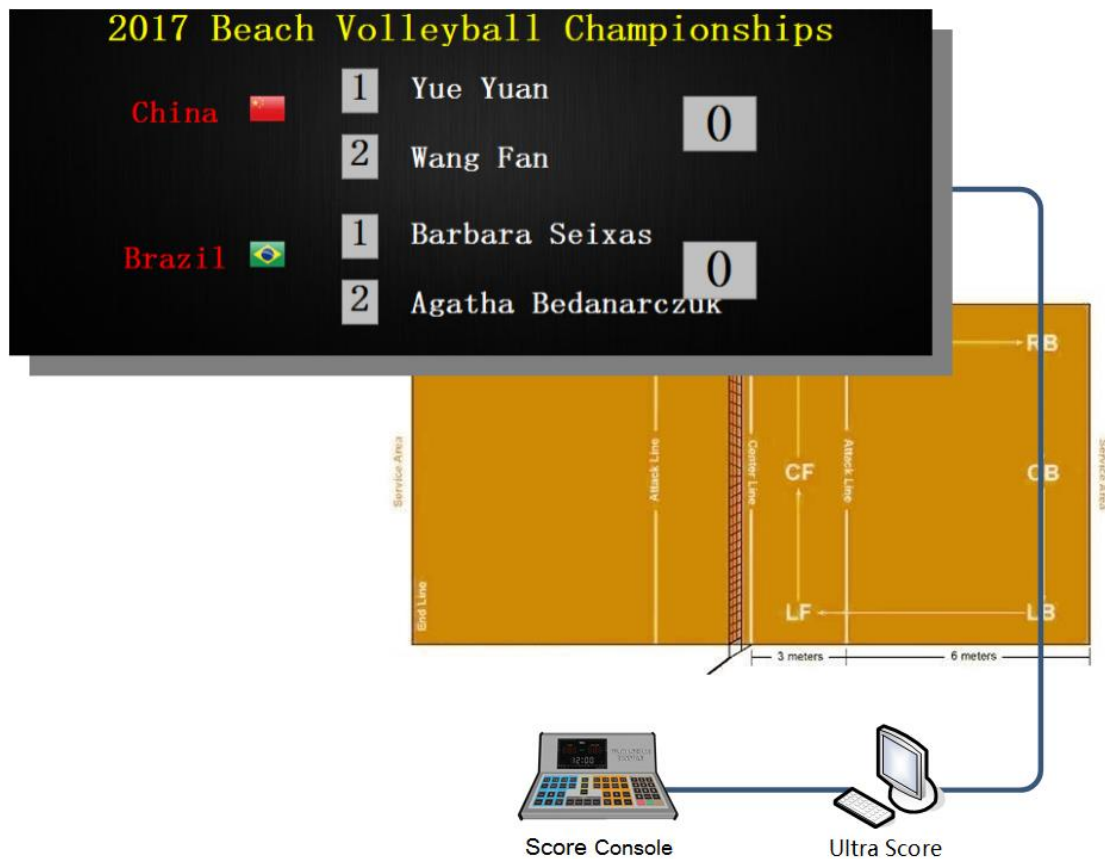 2017 Beach Volleyball Championships
China
1 Yue Yuan
0
2 Wang Fan
Brazil
1 Barbara Seixas
0
2 Agatha Bedanarczuk
RB
Service Area
Attack Line
Center Line
Attack Line
CF
CB
Service Area
End Line
LF
LB
3 meters
6 meters
12:00
Score Console
Ultra Score